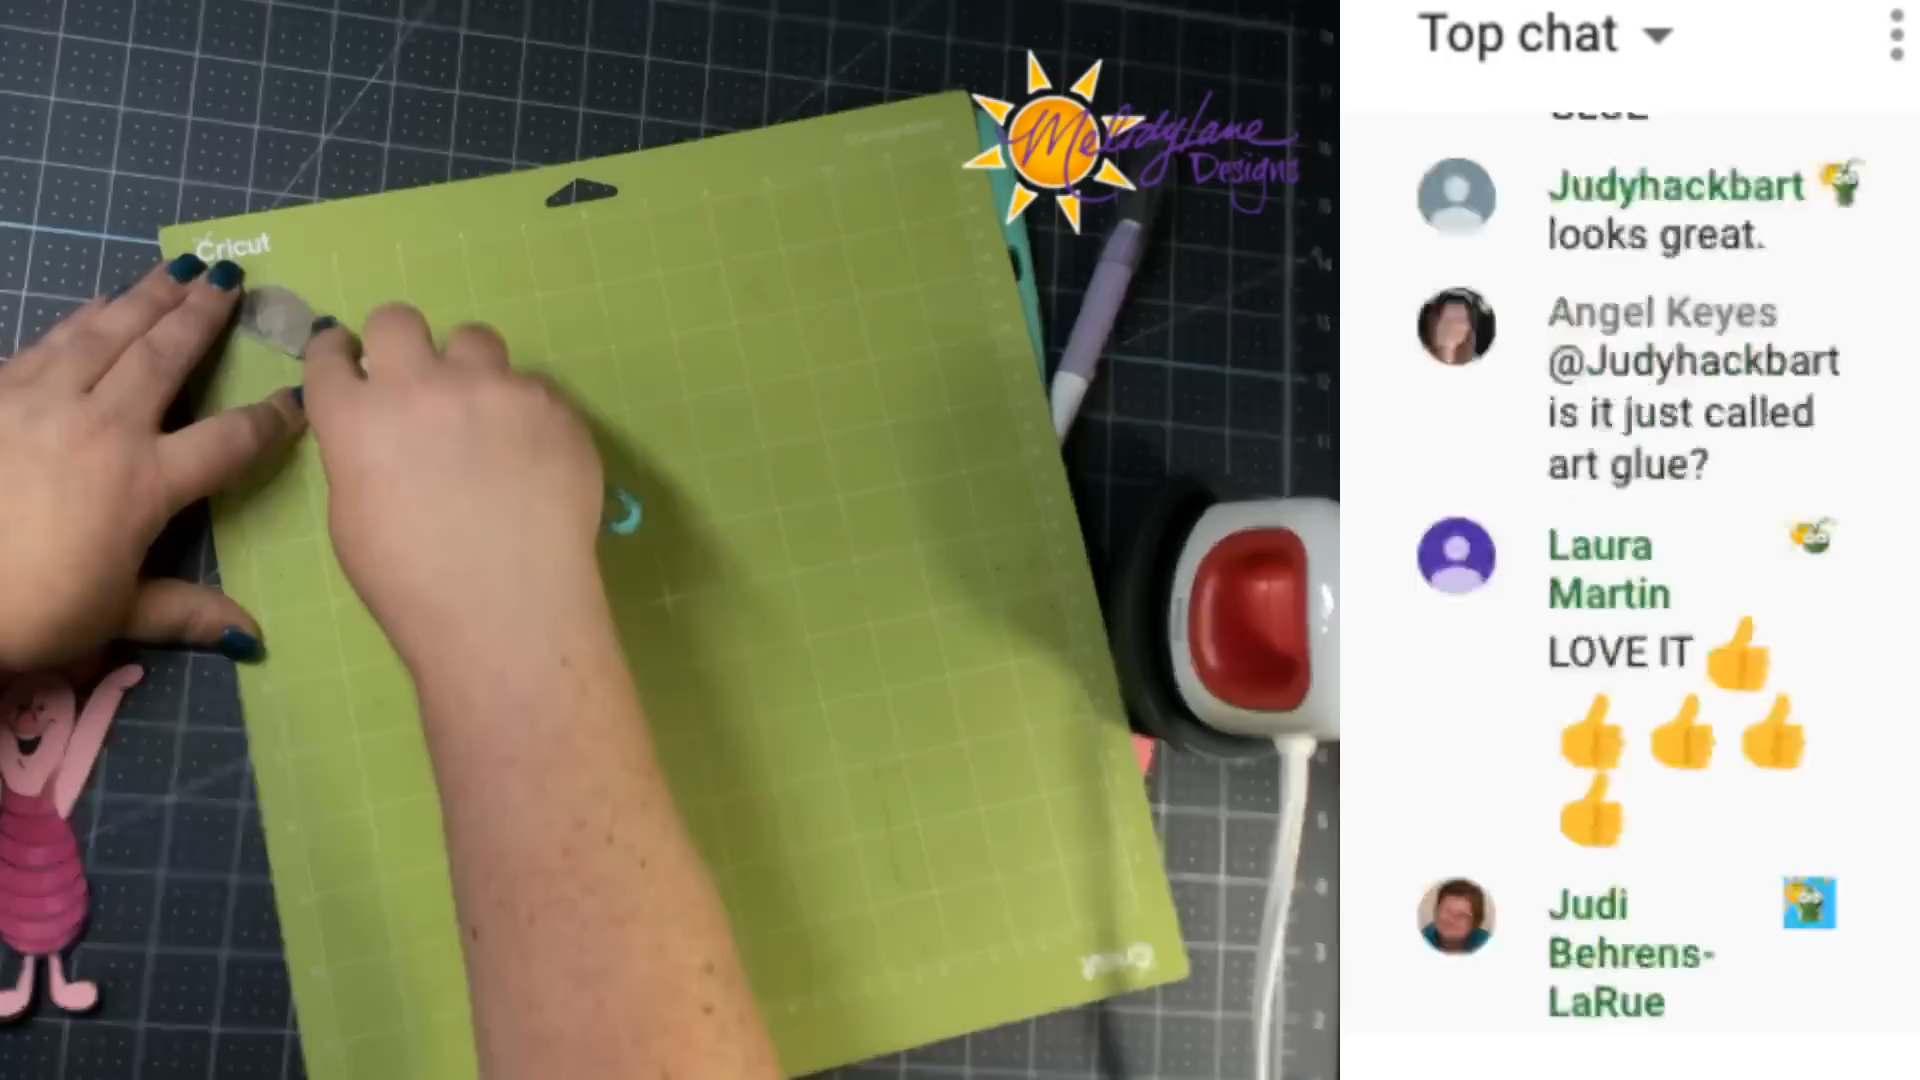 Cricut
MelodyLane
Designs
Cricut
Top chat
Judyhackbart
looks great.
Angel Keyes
@Judyhackbart
is it just called
art glue?
Laura
Martin
LOVE IT 👍
👍 👍 👍
👍
Judi
Behrens-
LaRue